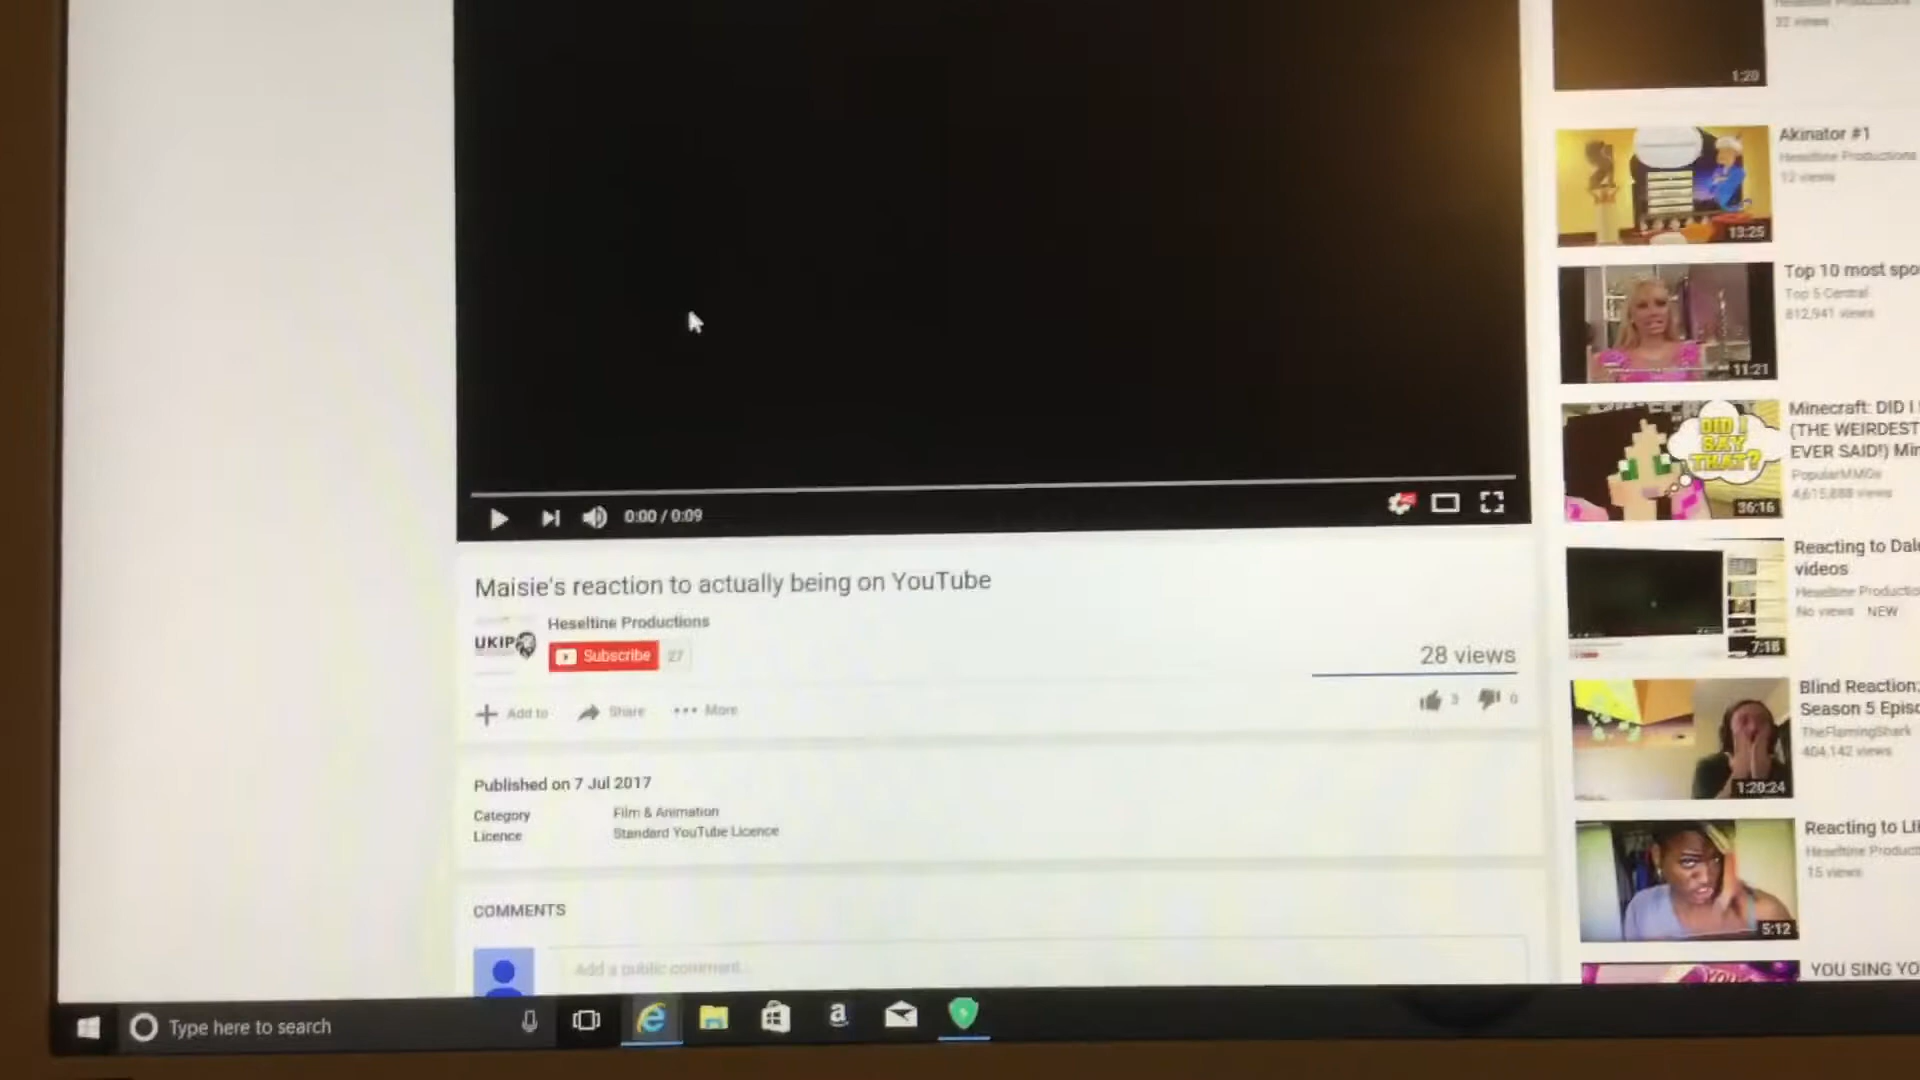 0:00 / 0:09
Maisie's reaction to actually being on YouTube
Heseltine Productions
UKIP
Subscribe 27
28 views
Add to Share More
3 0
Published on 7 Jul 2017
Category Film & Animation
Licence Standard YouTube Licence
COMMENTS
Add a public comment...
32 views
1:20
Akinator #1
Heseltine Productions
12 views
13:25
Top 10 most spo
Top 5 Central
812,941 views
11:21
Minecraft: DID I
(THE WEIRDEST
EVER SAID!) Min
PopularMMOs
4,615,888 views
DID I
SAY
THAT?
36:16
Reacting to Dal
videos
Heseltine Productio
No views NEW
7:18
Blind Reaction:
Season 5 Episo
TheFlamingShark
404,142 views
1:20:24
Reacting to LI
Heseltine Product
15 views
5:12
YOU SING YO
Type here to search
a